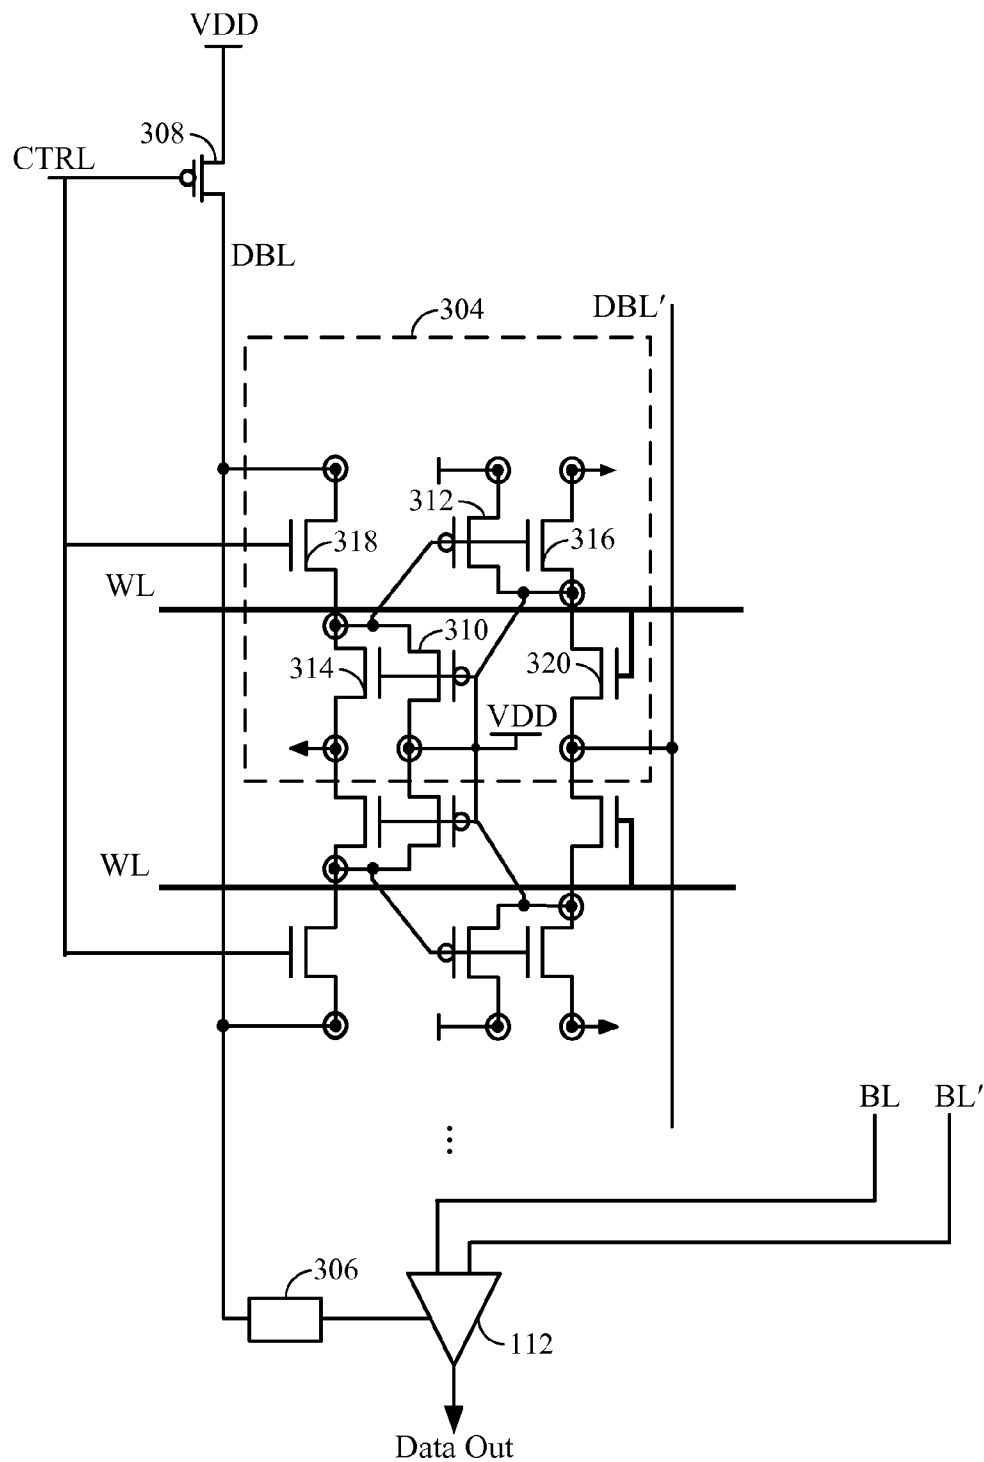 VDD
308
CTRL
DBL
DBL′
304
312
318
316
WL
310
314
320
VDD
WL
BL
BL′
⋮
306
112
Data Out